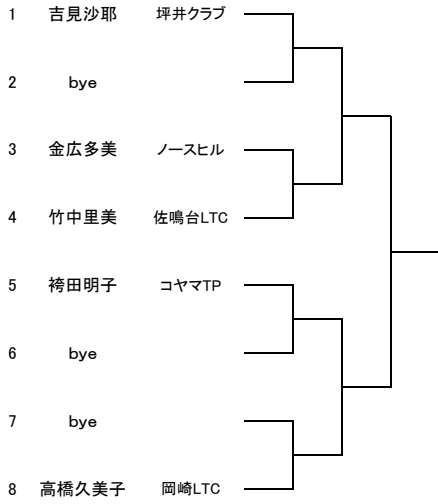 1 吉見沙耶 坪井クラブ
2 bye
3 金広多美 ノースヒル
4 竹中里美 佐鳴台LTC
5 袴田明子 コヤマTP
6 bye
7 bye
8 高橋久美子 岡崎LTC